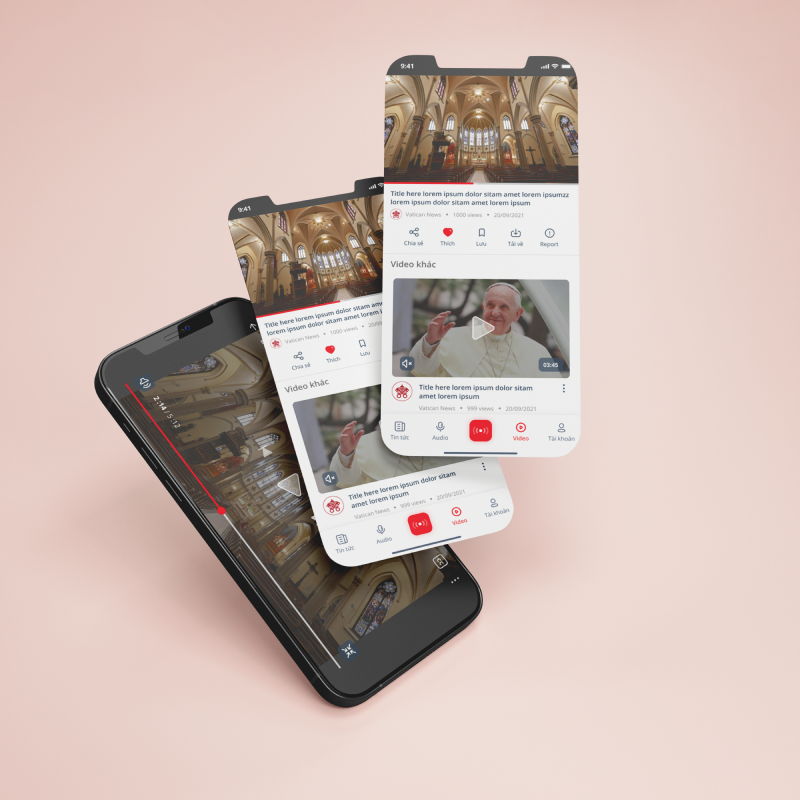 9:41
Title here lorem ipsum dolor sitam amet lorem ipsumzz
lorem ipsum dolor sitam amet lorem ipsum
Vatican News • 1000 views • 20/09/2021
Chia sẻ Thích Lưu Tải về Report
Video khác
03:45
Title here lorem ipsum dolor sitam
amet lorem ipsum
Vatican News • 999 views • 20/09/2021
Tin tức Audio Video Tài khoản
9:41
Title here lorem ipsum dolor sitam
lorem ipsum dolor sitam amet
Vatican News • 1000 views
Chia sẻ Thích Lưu
Video khác
Title here lorem ipsum dolor sitam
amet lorem ipsum
Vatican News • 999 views • 20/09/2021
Tin tức Audio Video Tài khoản
2:14 / 5:12
CC